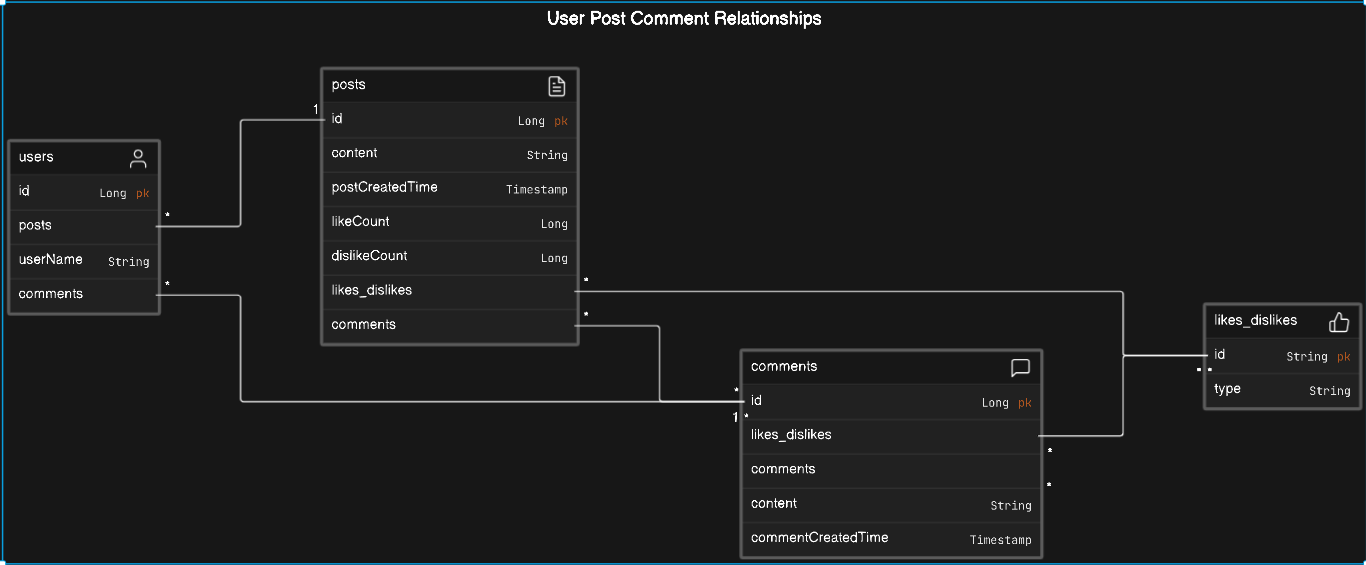 User Post Comment Relationships
users
id Long pk
posts
userName String
comments
*
*
posts
1
id Long pk
content String
postCreatedTime Timestamp
likeCount Long
dislikeCount Long
likes_dislikes
comments
*
*
comments
*
id Long pk
1 *
likes_dislikes
comments
content String
commentCreatedTime Timestamp
*
*
likes_dislikes
id String pk
type String